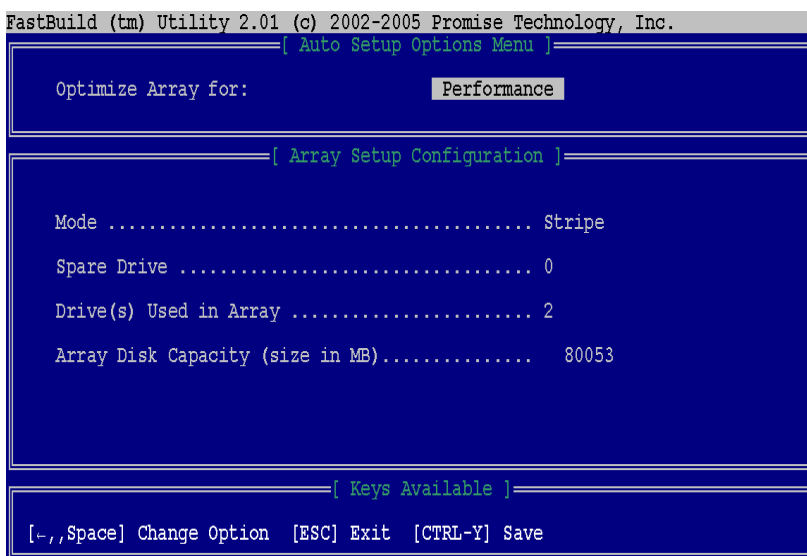 FastBuild (tm) Utility 2.01 (c) 2002-2005 Promise Technology, Inc.
[ Auto Setup Options Menu ]
Optimize Array for: Performance
[ Array Setup Configuration ]
Mode ......................................... Stripe
Spare Drive .................................. 0
Drive(s) Used in Array ....................... 2
Array Disk Capacity (size in MB)............... 80053
[ Keys Available ]
[←,,Space] Change Option [ESC] Exit [CTRL-Y] Save